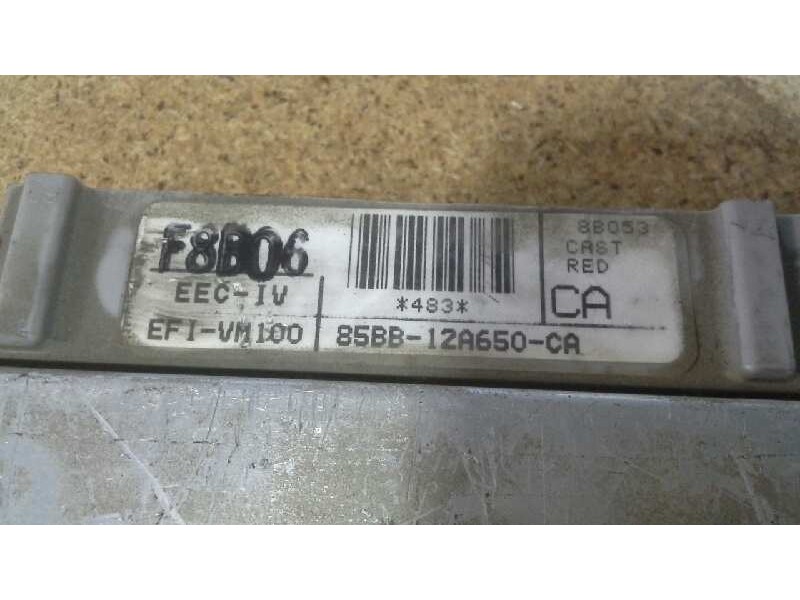 F8B06
EEC-IV
EFI-VM100
*483*
85BB-12A650-CA
8B053
CAST
RED
CA